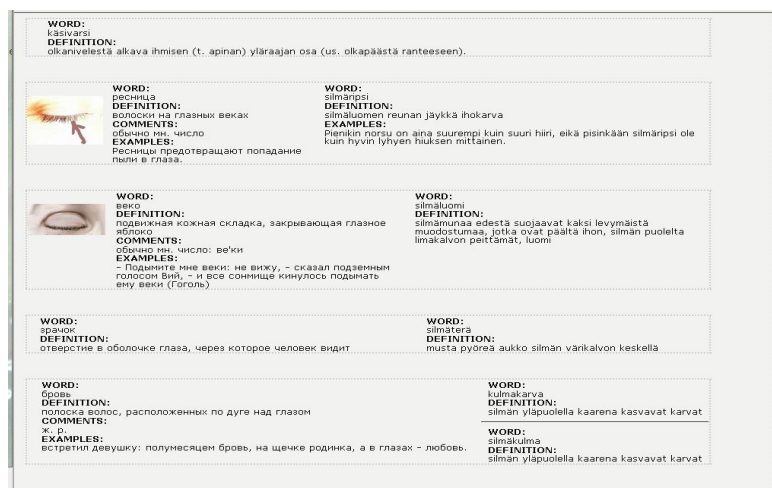 WORD:
käsivarsi
DEFINITION:
olkanivelestä alkava ihmisen (t. apinan) yläraajan osa (us. olkapäästä ranteeseen).
WORD:
ресница
DEFINITION:
волоски на глазных веках
COMMENTS:
обычно мн. число
EXAMPLES:
Ресницы предотвращают попадание
пыли в глаза.
WORD:
silmäripsi
DEFINITION:
silmäluomen reunan jäykkä ihokarva
EXAMPLES:
Pienikin norsu on aina suurempi kuin suuri hiiri, eikä pisinkään silmäripsi ole
kuin hyvin lyhyen hiuksen mittainen.
WORD:
веко
DEFINITION:
подвижная кожная складка, закрывающая глазное
яблоко
COMMENTS:
обычно мн. число: ве'ки
EXAMPLES:
– Подымите мне веки: не вижу, – сказал подземным
голосом Вий, – и все сонмище кинулось подымать
ему веки (Гоголь)
WORD:
silmäluomi
DEFINITION:
silmämunaa edestä suojaavat kaksi levymäistä
muodostumaa, jotka ovat päältä ihon, silmän puolelta
limakalvon peittämät, luomi
WORD:
зрачок
DEFINITION:
отверстие в оболочке глаза, через которое человек видит
WORD:
silmäterä
DEFINITION:
musta pyöreä aukko silmän värikalvon keskellä
WORD:
бровь
DEFINITION:
полоска волос, расположенных по дуге над глазом
COMMENTS:
ж. р.
EXAMPLES:
встретил девушку: полумесяцем бровь, на щечке родинка, а в глазах – любовь.
WORD:
kulmakarva
DEFINITION:
silmän yläpuolella kaarena kasvavat karvat
WORD:
silmäkulma
DEFINITION:
silmän yläpuolella kaarena kasvavat karvat